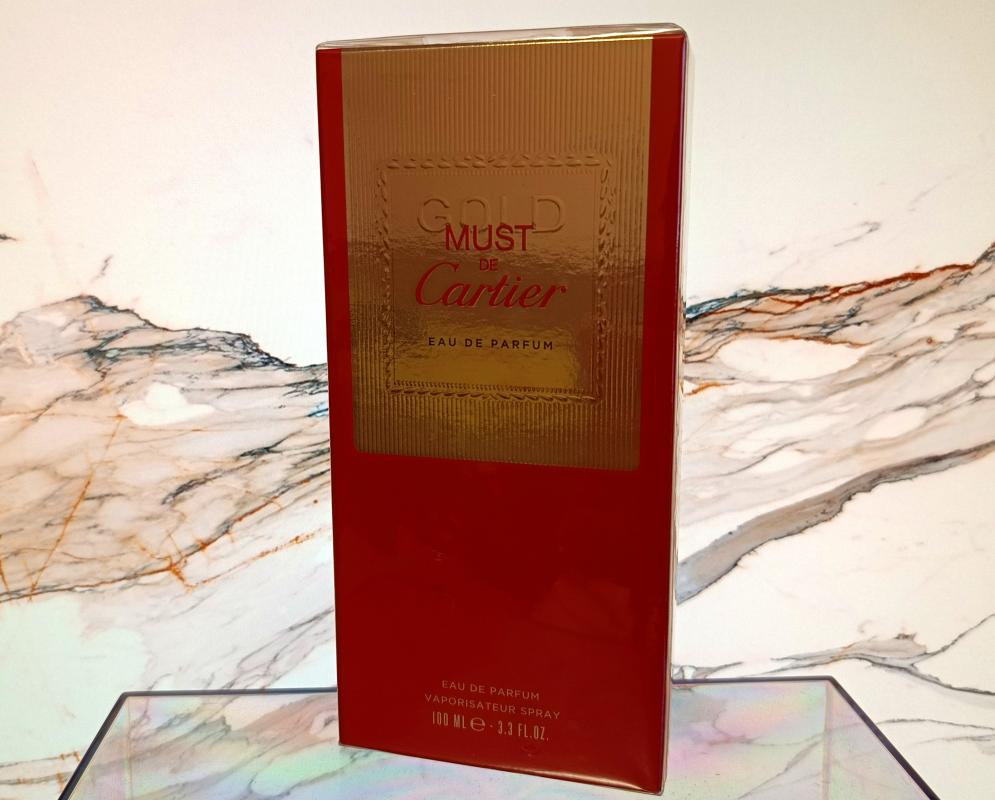 GOLD
MUST
DE
Cartier
EAU DE PARFUM
EAU DE PARFUM
VAPORISATEUR SPRAY
100 ML ℮ - 3.3 FL.OZ.